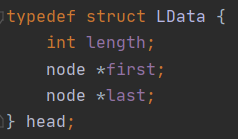 typedef struct LData {
    int length;
    node *first;
    node *last;
} head;